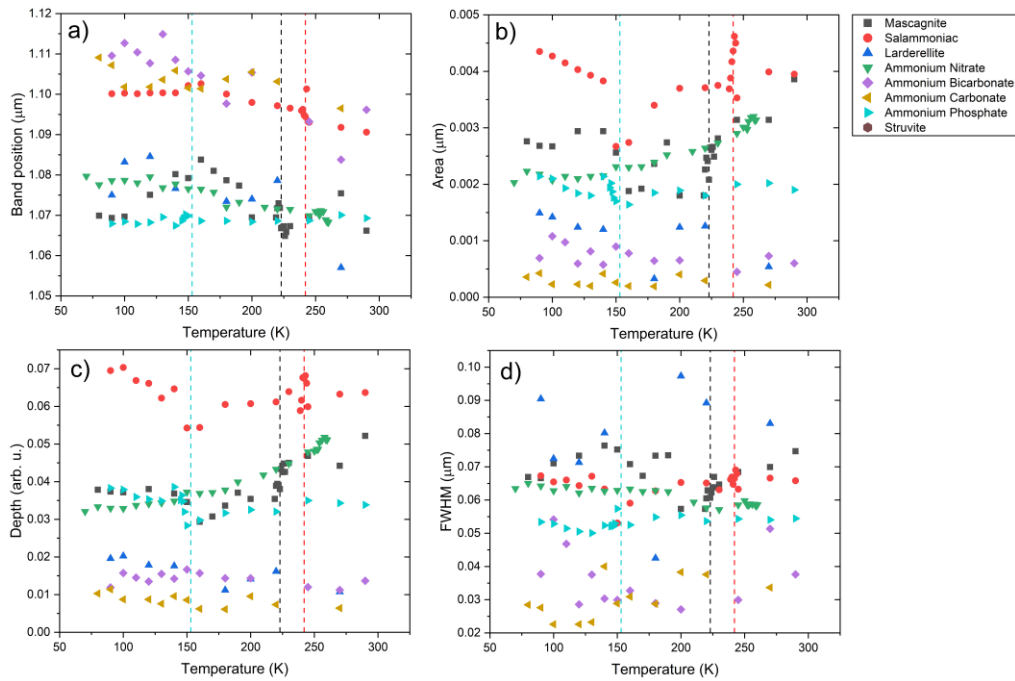 a)
1.12
1.11
1.10
1.09
1.08
1.07
1.06
1.05
Band position (µm)
50 100 150 200 250 300
Temperature (K)
b)
0.005
0.004
0.003
0.002
0.001
0.000
Area (µm)
50 100 150 200 250 300
Temperature (K)
Mascagnite
Salammoniac
Larderellite
Ammonium Nitrate
Ammonium Bicarbonate
Ammonium Carbonate
Ammonium Phosphate
Struvite
c)
0.07
0.06
0.05
0.04
0.03
0.02
0.01
0.00
Depth (arb. u.)
50 100 150 200 250 300
Temperature (K)
d)
0.10
0.09
0.08
0.07
0.06
0.05
0.04
0.03
0.02
FWHM (µm)
50 100 150 200 250 300
Temperature (K)